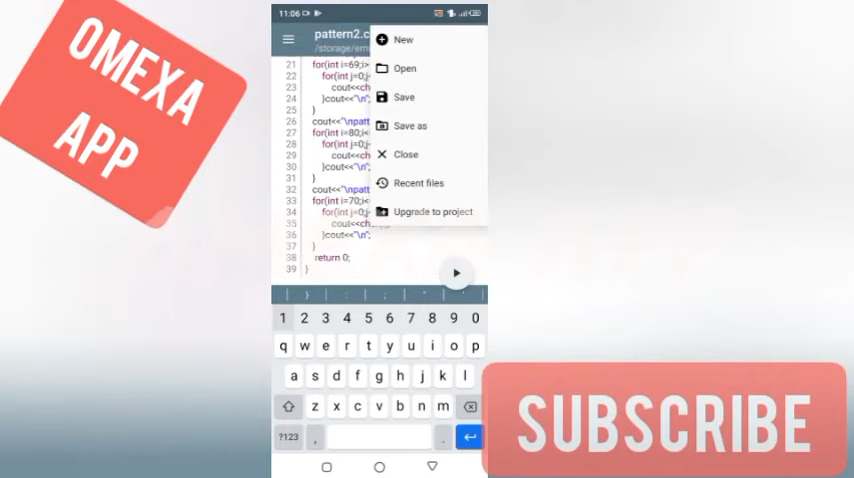 OMEXA
APP
11:06
pattern2.c
/storage/em
New
Open
Save
Save as
Close
Recent files
Upgrade to project
21 for(int i=69;i>
22 for(int j=0;j
23 cout<<ch
24 }cout<<"\n";
25 }
26 cout<<"\npatt
27 for(int i=80;i
28 for(int j=0;j
29 cout<<ch
30 }cout<<"\n";
31 }
32 cout<<"\npatt
33 for(int i=70;i<
34 for(int j=0;j
35 cout<<cha
36 }cout<<"\n";
37 }
38 return 0;
39 }
1 2 3 4 5 6 7 8 9 0
q w e r t y u i o p
a s d f g h j k l
z x c v b n m
?123 , .
SUBSCRIBE